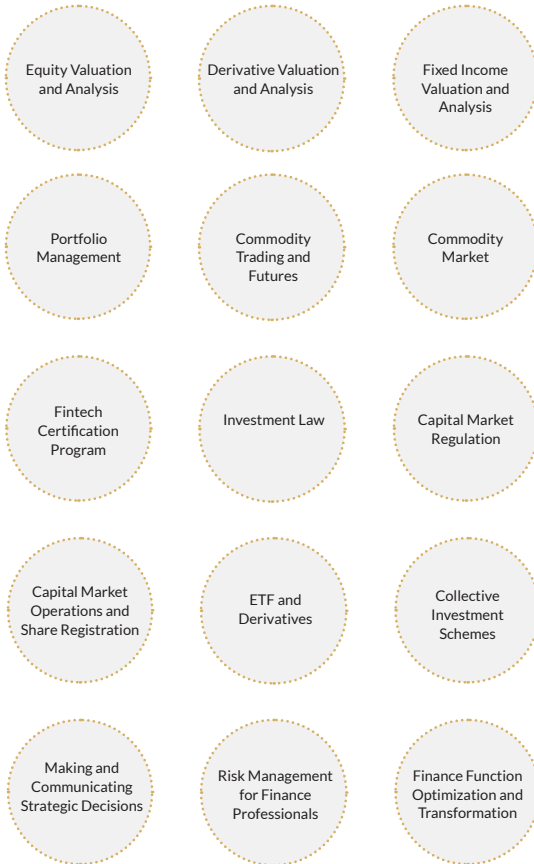 Equity Valuation
and Analysis
Derivative Valuation
and Analysis
Fixed Income
Valuation and
Analysis
Portfolio
Management
Commodity
Trading and
Futures
Commodity
Market
Fintech
Certification
Program
Investment Law
Capital Market
Regulation
Capital Market
Operations and
Share Registration
ETF and
Derivatives
Collective
Investment
Schemes
Making and
Communicating
Strategic Decisions
Risk Management
for Finance
Professionals
Finance Function
Optimization and
Transformation